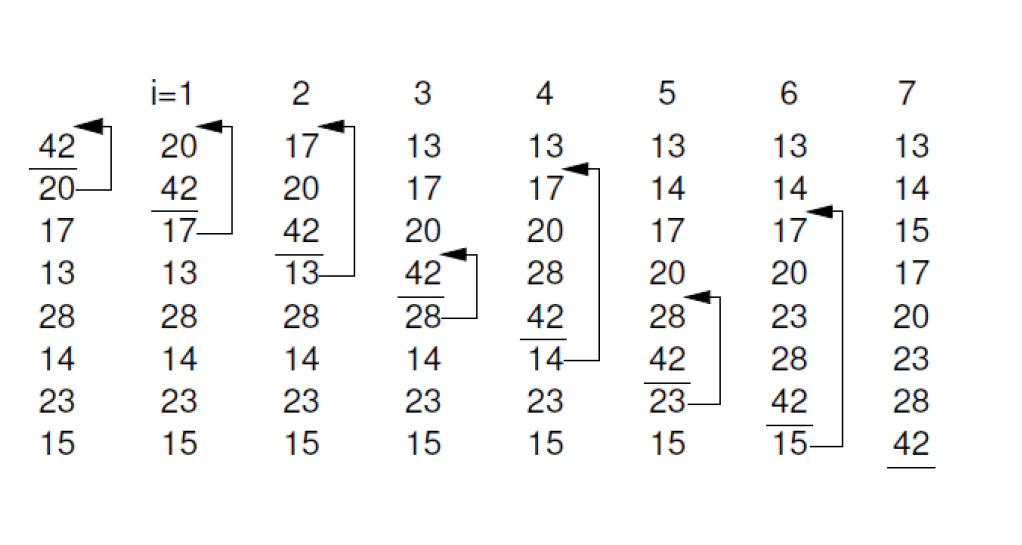 i=1 2 3 4 5 6 7
42 20 17 13 13 13 13 13
20 42 20 17 17 14 14 14
17 17 42 20 20 17 17 15
13 13 13 42 28 20 20 17
28 28 28 28 42 28 23 20
14 14 14 14 14 42 28 23
23 23 23 23 23 23 42 28
15 15 15 15 15 15 15 42